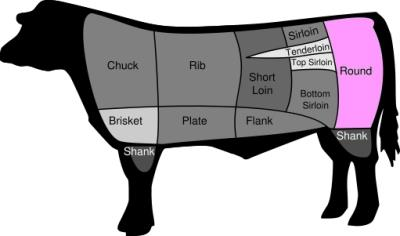 Sirloin
Tenderloin
Top Sirloin
Chuck
Rib
Short
Loin
Round
Bottom
Sirloin
Brisket
Plate
Flank
Shank
Shank